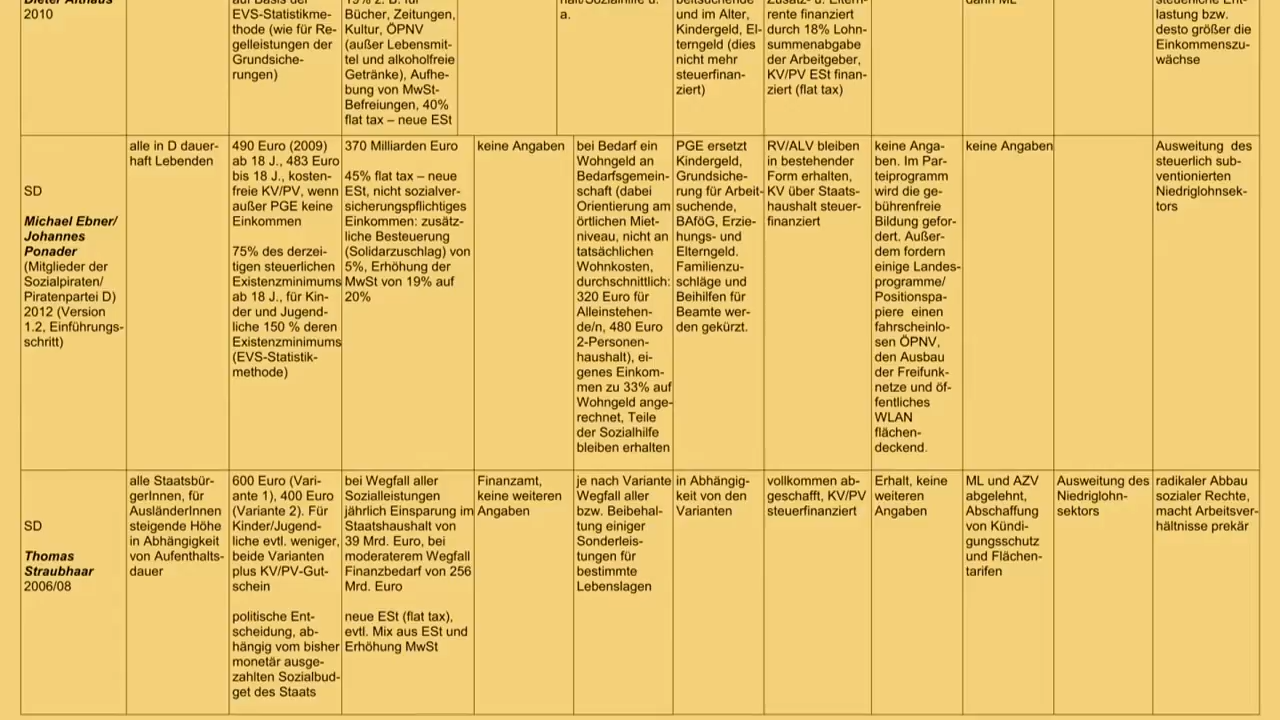 Dieter Althaus
2010
auf Basis der
EVS-Statistikme-
thode (wie für Re-
gelleistungen der
Grundsiche-
rungen)
19% z. B. für
Bücher, Zeitungen,
Kultur, ÖPNV
(außer Lebensmit-
tel und alkoholfreie
Getränke), Aufhe-
bung von MwSt-
Befreiungen, 40%
flat tax – neue ESt
halt/Sozialhilfe u.
a.
beitsuchende
und im Alter,
Kindergeld, El-
terngeld (dies
nicht mehr
steuerfinan-
ziert)
rente finanziert
durch 18% Lohn-
summenabgabe
der Arbeitgeber,
KV/PV ESt finan-
ziert (flat tax)
dann ML
steuerliche Ent-
lastung bzw.
desto größer die
Einkommenszu-
wächse
SD
Michael Ebner/
Johannes
Ponader
(Mitglieder der
Sozialpiraten/
Piratenpartei D)
2012 (Version
1.2, Einführungs-
schritt)
alle in D dauer-
haft Lebenden
490 Euro (2009)
ab 18 J., 483 Euro
bis 18 J., kosten-
freie KV/PV, wenn
außer PGE keine
Einkommen
75% des derzei-
tigen steuerlichen
Existenzminimums
ab 18 J., für Kin-
der und Jugend-
liche 150 % deren
Existenzminimums
(EVS-Statistik-
methode)
370 Milliarden Euro
45% flat tax – neue
ESt, nicht sozialver-
sicherungspflichtiges
Einkommen: zusätz-
liche Besteuerung
(Solidarzuschlag) von
5%, Erhöhung der
MwSt von 19% auf
20%
keine Angaben
bei Bedarf ein
Wohngeld an
Bedarfsgemein-
schaft (dabei
Orientierung am
örtlichen Miet-
niveau, nicht an
tatsächlichen
Wohnkosten,
durchschnittlich:
320 Euro für
Alleinstehen-
de/n, 480 Euro
2-Personen-
haushalt), ei-
genes Einkom-
men zu 33% auf
Wohngeld ange-
rechnet, Teile
der Sozialhilfe
bleiben erhalten
PGE ersetzt
Kindergeld,
Grundsiche-
rung für Arbeit-
suchende,
BAföG, Erzie-
hungs- und
Elterngeld.
Familienzu-
schläge und
Beihilfen für
Beamte wer-
den gekürzt.
RV/ALV bleiben
in bestehender
Form erhalten,
KV über Staats-
haushalt steuer-
finanziert
keine Anga-
ben. Im Par-
teiprogramm
wird die ge-
bührenfreie
Bildung gefor-
dert. Außer-
dem fordern
einige Landes-
programme/
Positionspa-
piere einen
fahrscheinlo-
sen ÖPNV,
den Ausbau
der Freifunk-
netze und öf-
fentliches
WLAN
flächen-
deckend.
keine Angaben
Ausweitung des
steuerlich sub-
ventionierten
Niedriglohnsek-
tors
SD
Thomas
Straubhaar
2006/08
alle Staatsbür-
gerInnen, für
AusländerInnen
steigende Höhe
in Abhängigkeit
von Aufenthalts-
dauer
600 Euro (Vari-
ante 1), 400 Euro
(Variante 2). Für
Kinder/Jugend-
liche evtl. weniger,
beide Varianten
plus KV/PV-Gut-
schein
politische Ent-
scheidung, ab-
hängig vom bisher
monetär ausge-
zahlten Sozialbud-
get des Staats
bei Wegfall aller
Sozialleistungen
jährlich Einsparung im
Staatshaushalt von
39 Mrd. Euro, bei
moderaterem Wegfall
Finanzbedarf von 256
Mrd. Euro
neue ESt (flat tax),
evtl. Mix aus ESt und
Erhöhung MwSt
Finanzamt,
keine weiteren
Angaben
je nach Variante
Wegfall aller
bzw. Beibehal-
tung einiger
Sonderleis-
tungen für
bestimmte
Lebenslagen
in Abhängig-
keit von den
Varianten
vollkommen ab-
geschafft, KV/PV
steuerfinanziert
Erhalt, keine
weiteren
Angaben
ML und AZV
abgelehnt,
Abschaffung
von Kündi-
gungsschutz
und Flächen-
tarifen
Ausweitung des
Niedriglohn-
sektors
radikaler Abbau
sozialer Rechte,
macht Arbeitsver-
hältnisse prekär